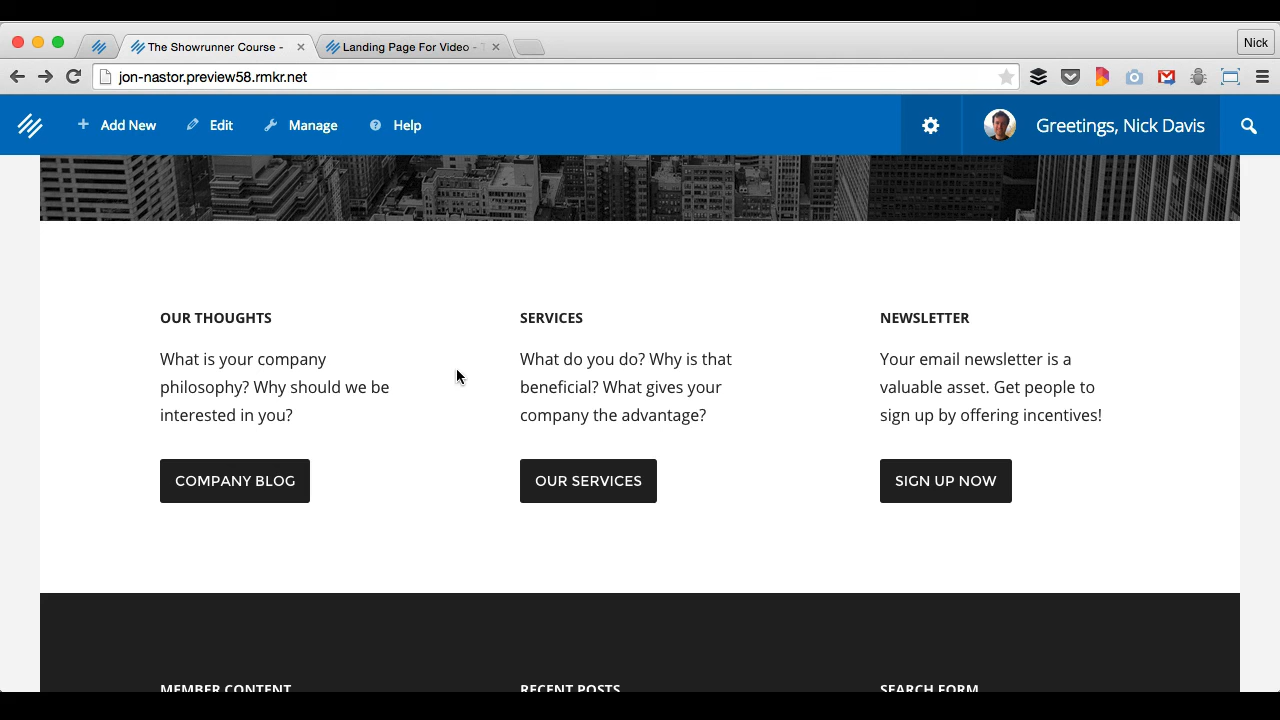 The Showrunner Course -
Landing Page For Video -
Nick
jon-nastor.preview58.rmkr.net
Add New
Edit
Manage
Help
Greetings, Nick Davis
OUR THOUGHTS
What is your company
philosophy? Why should we be
interested in you?
COMPANY BLOG
SERVICES
What do you do? Why is that
beneficial? What gives your
company the advantage?
OUR SERVICES
NEWSLETTER
Your email newsletter is a
valuable asset. Get people to
sign up by offering incentives!
SIGN UP NOW
MEMBER CONTENT
RECENT POSTS
SEARCH FORM